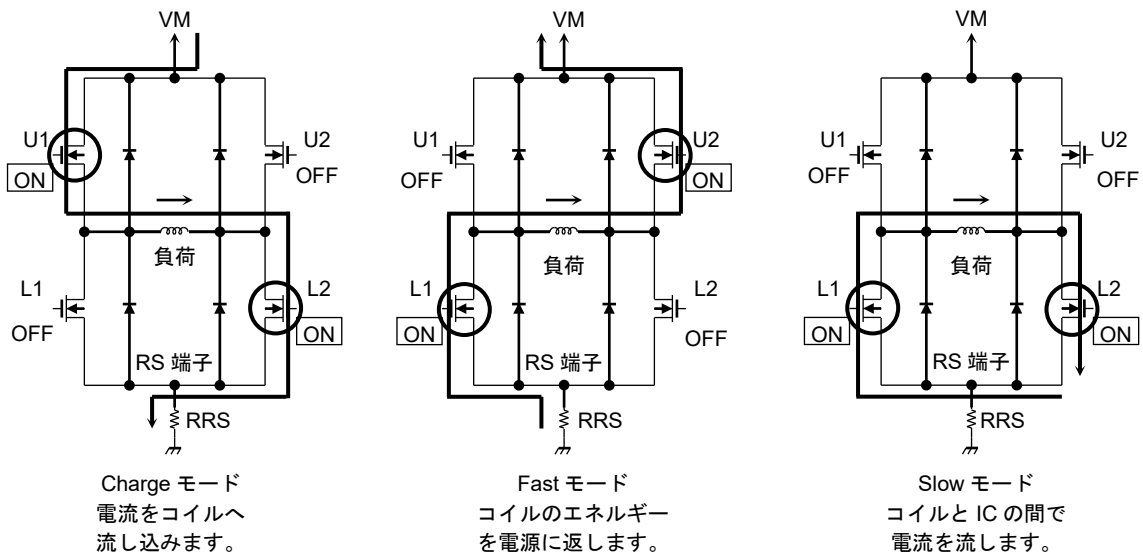 VM
U1
ON
U2
OFF
負荷
L1
OFF
L2
ON
RS 端子
RRS
Charge モード
電流をコイルへ
流し込みます。
VM
U1
OFF
U2
ON
負荷
L1
ON
L2
OFF
RS 端子
RRS
Fast モード
コイルのエネルギー
を電源に返します。
VM
U1
OFF
U2
OFF
負荷
L1
ON
L2
ON
RS 端子
RRS
Slow モード
コイルと IC の間で
電流を流します。